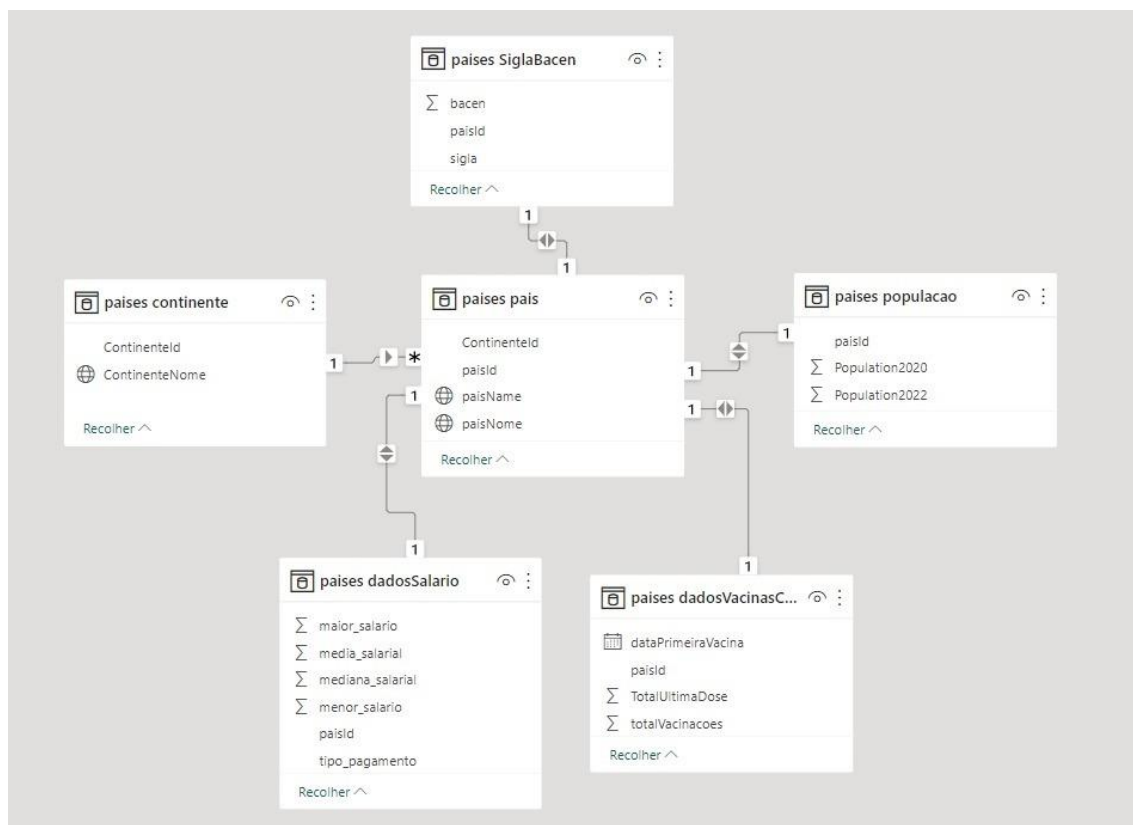 paises SiglaBacen
bacen
paisId
sigla
Recolher
1
1
paises continente
ContinenteId
ContinenteNome
Recolher
1
*
paises pais
ContinenteId
paisId
paisName
paisNome
Recolher
1
1
1
1
paises populacao
paisId
Population2020
Population2022
Recolher
1
paises dadosSalario
maior_salario
media_salarial
mediana_salarial
menor_salario
paisId
tipo_pagamento
Recolher
1
paises dadosVacinasC...
dataPrimeiraVacina
paisId
TotalUltimaDose
totalVacinacoes
Recolher